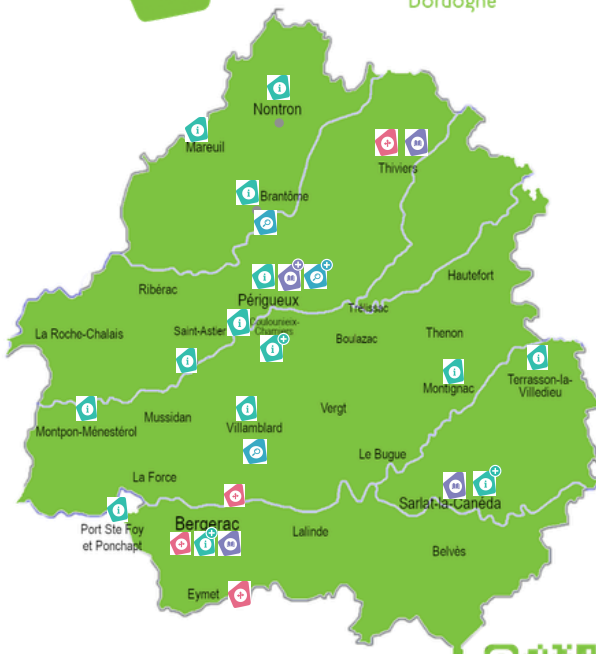 Dordogne
Nontron
Mareuil
Thiviers
Brantôme
Hautefort
Ribérac
Périgueux
Trélissac
La Roche-Chalais
Saint-Astier
Coulounieix-
Chamiers
Boulazac
Thenon
Montignac
Terrasson-la-
Villedieu
Montpon-Ménestérol
Mussidan
Villamblard
Vergt
Le Bugue
La Force
Sarlat-la-Canéda
Port Ste Foy
et Ponchapt
Bergerac
Lalinde
Belvès
Eymet